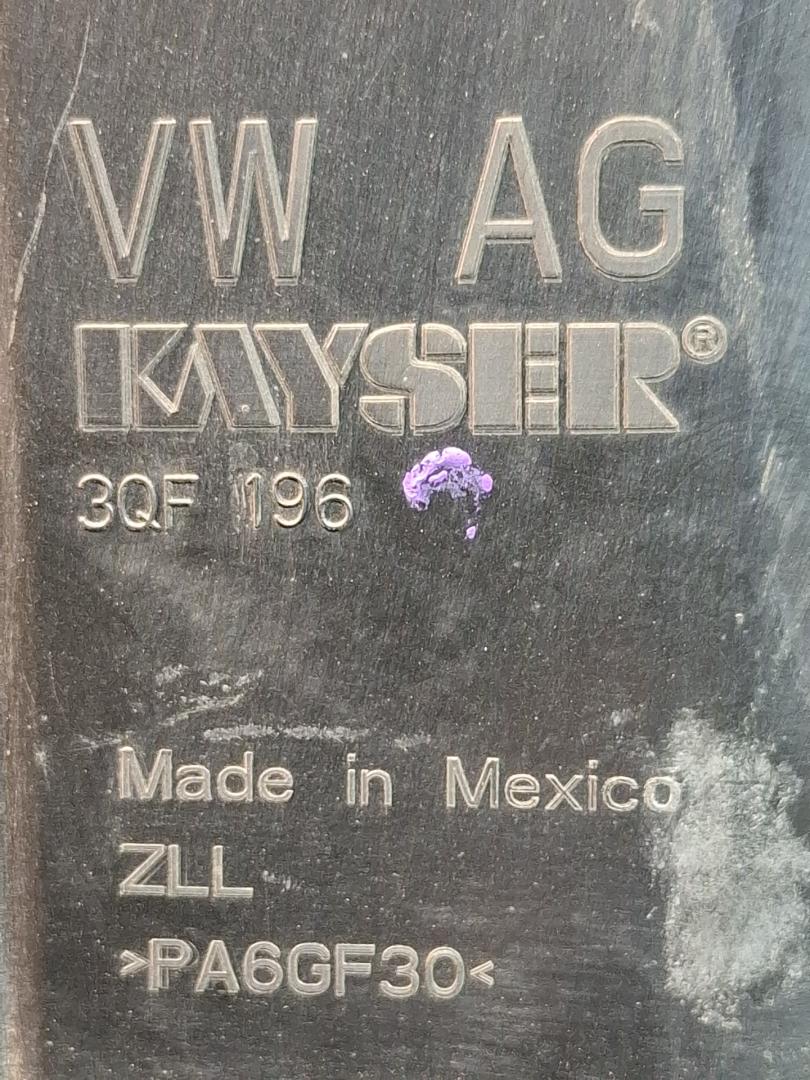 VW AG
KAYSER®
3QF 196
Made in Mexico
ZLL
>PA6GF30<